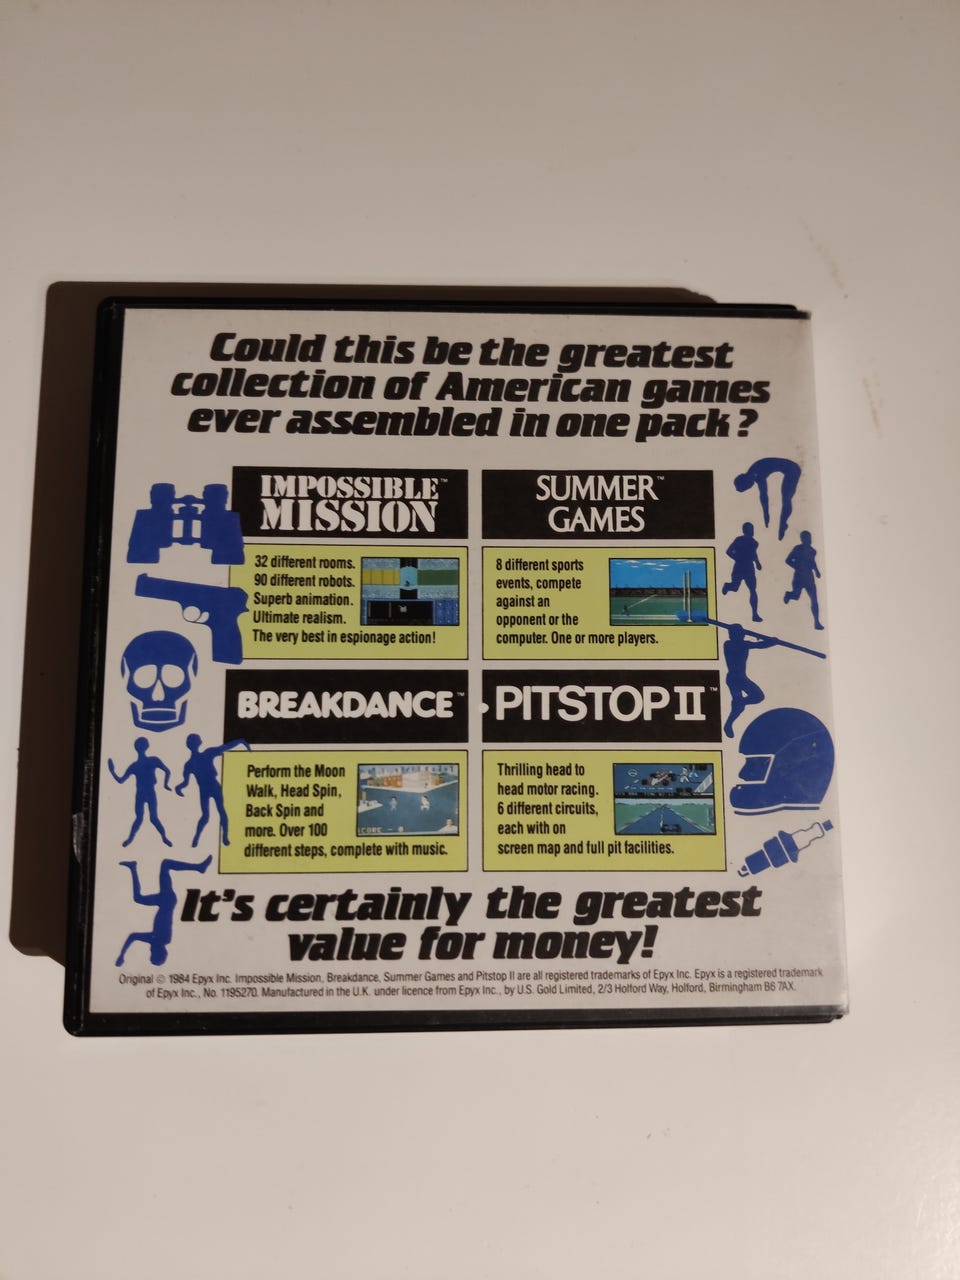 Could this be the greatest
collection of American games
ever assembled in one pack?
IMPOSSIBLE™
MISSION
32 different rooms.
90 different robots.
Superb animation.
Ultimate realism.
The very best in espionage action!
SUMMER™
GAMES
8 different sports
events, compete
against an
opponent or the
computer. One or more players.
BREAKDANCE™
Perform the Moon
Walk, Head Spin,
Back Spin and
more. Over 100
different steps, complete with music.
SCORE - 0
PITSTOP II™
Thrilling head to
head motor racing.
6 different circuits,
each with on
screen map and full pit facilities.
It's certainly the greatest
value for money!
Original © 1984 Epyx Inc. Impossible Mission, Breakdance, Summer Games and Pitstop II are all registered trademarks of Epyx Inc. Epyx is a registered trademark
of Epyx Inc., No. 1195270. Manufactured in the U.K. under licence from Epyx Inc., by U.S. Gold Limited, 2/3 Holford Way, Holford, Birmingham B6 7AX.